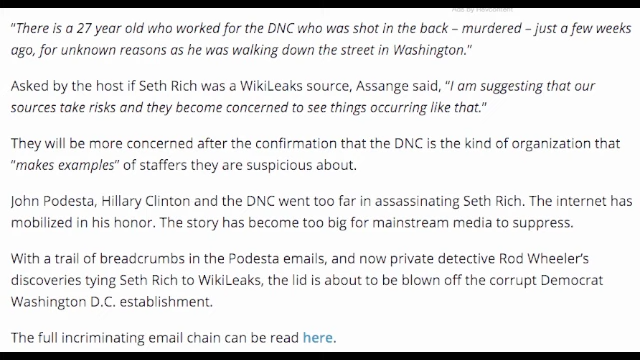 Ads by Revcontent
"There is a 27 year old who worked for the DNC who was shot in the back – murdered – just a few weeks
ago, for unknown reasons as he was walking down the street in Washington."
Asked by the host if Seth Rich was a WikiLeaks source, Assange said, "I am suggesting that our
sources take risks and they become concerned to see things occurring like that."
They will be more concerned after the confirmation that the DNC is the kind of organization that
"makes examples" of staffers they are suspicious about.
John Podesta, Hillary Clinton and the DNC went too far in assassinating Seth Rich. The internet has
mobilized in his honor. The story has become too big for mainstream media to suppress.
With a trail of breadcrumbs in the Podesta emails, and now private detective Rod Wheeler's
discoveries tying Seth Rich to WikiLeaks, the lid is about to be blown off the corrupt Democrat
Washington D.C. establishment.
The full incriminating email chain can be read here.